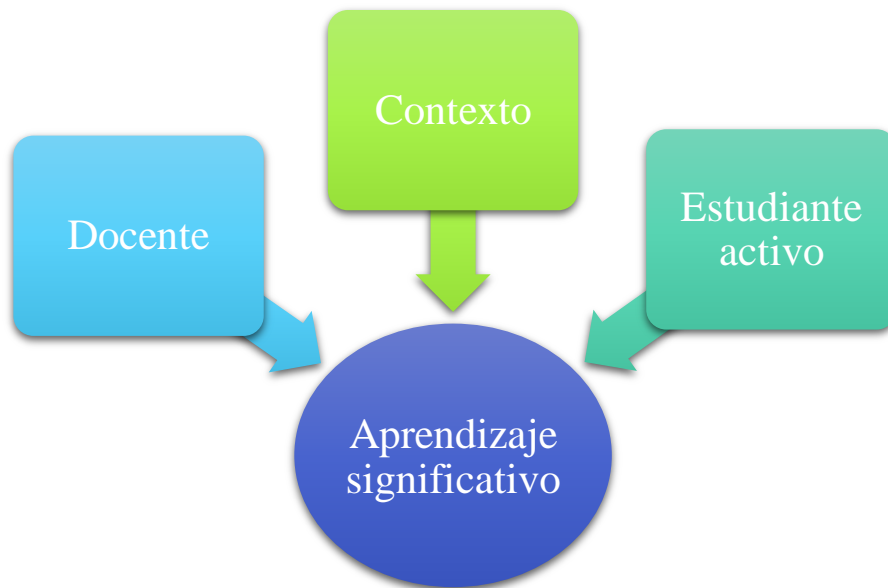 Contexto
Docente
Estudiante
activo
Aprendizaje
significativo